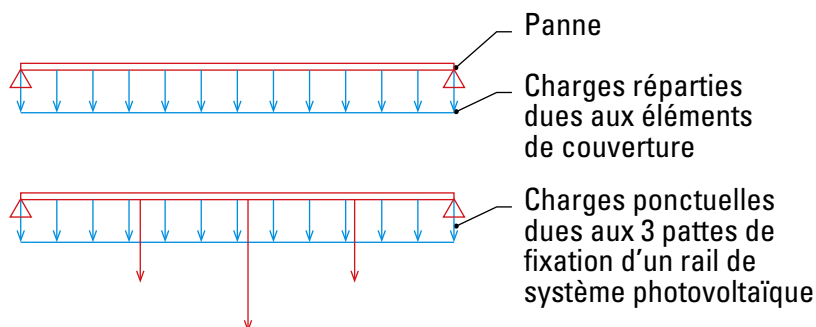 Panne
Charges réparties
dues aux éléments
de couverture
Charges ponctuelles
dues aux 3 pattes de
fixation d’un rail de
système photovoltaïque